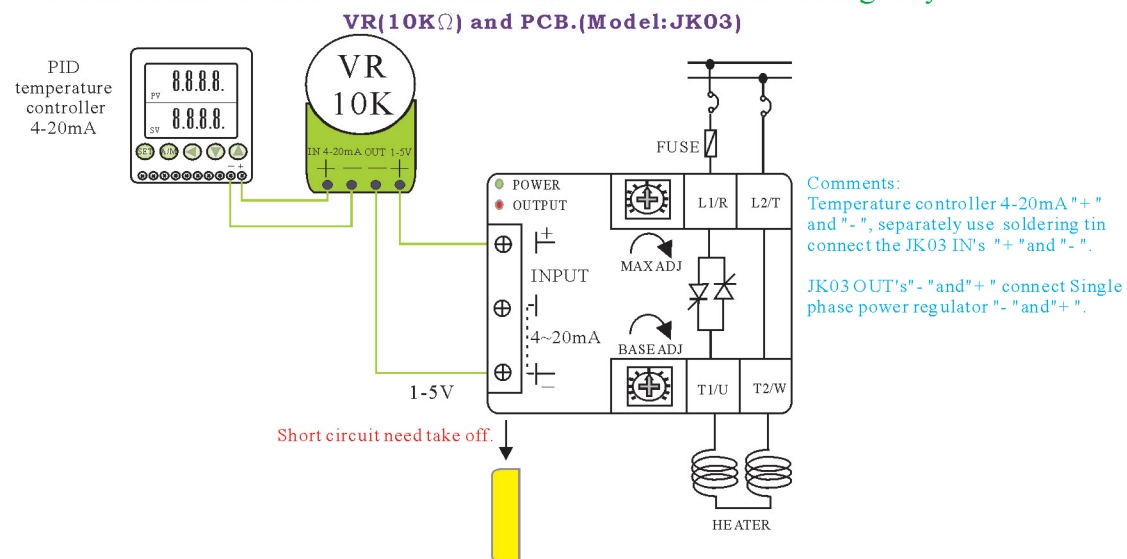 VR(10KΩ) and PCB.(Model:JK03)
PID
temperature
controller
4-20mA
8.8.8.8.
PV
8.8.8.8.
SV
SET
A/M
- +
VR
10K
IN 4-20mA OUT 1-5V
+ - - +
FUSE
POWER
OUTPUT
L1/R
L2/T
+
INPUT
MAX ADJ
4~20mA
BASE ADJ
-
T1/U
T2/W
1-5V
Short circuit need take off.
HEATER
Comments:
Temperature controller 4-20mA "+ "
and "- ", separately use soldering tin
connect the JK03 IN's "+ "and "- ".
JK03 OUT's"- "and"+ " connect Single
phase power regulator "- "and"+ ".